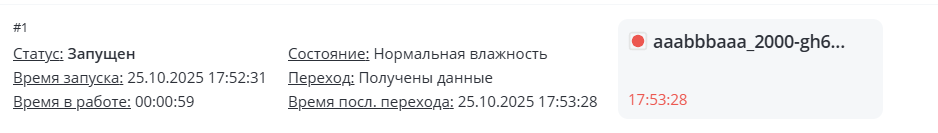 #1
Статус: Запущен
Время запуска: 25.10.2025 17:52:31
Время в работе: 00:00:59
Состояние: Нормальная влажность
Переход: Получены данные
Время посл. перехода: 25.10.2025 17:53:28
aaabbbaaa_2000-gh6...
17:53:28